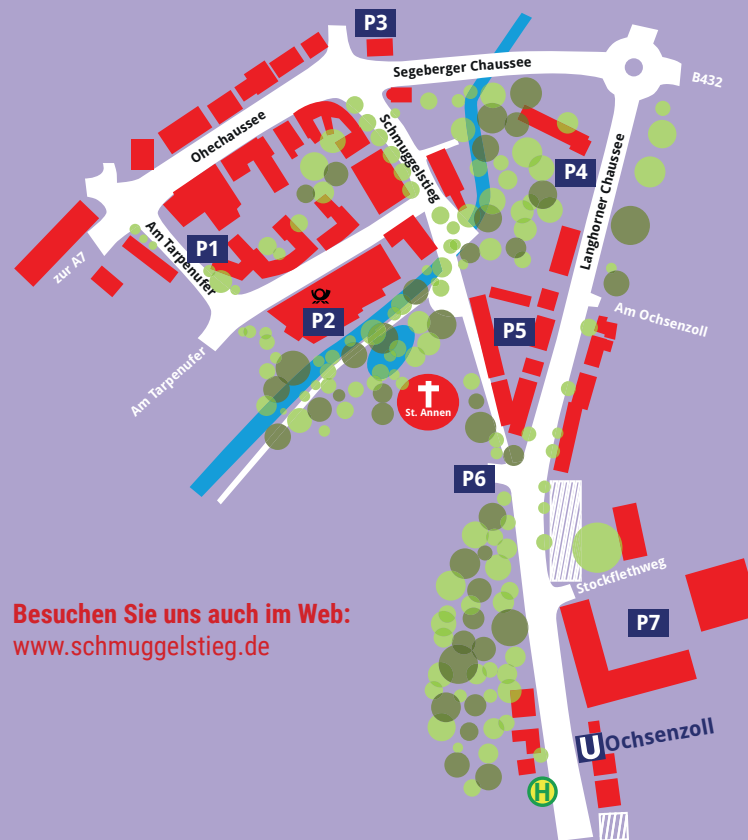 P3
Segeberger Chaussee
B432
Ohechaussee
Schmuggelstieg
P4
Langhorner Chaussee
Am Tarpenufer
P1
zur A7
P2
Am Ochsenzoll
P5
Am Tarpenufer
St. Annen
P6
Stockflethweg
Besuchen Sie uns auch im Web:
www.schmuggelstieg.de
P7
U Ochsenzoll
H